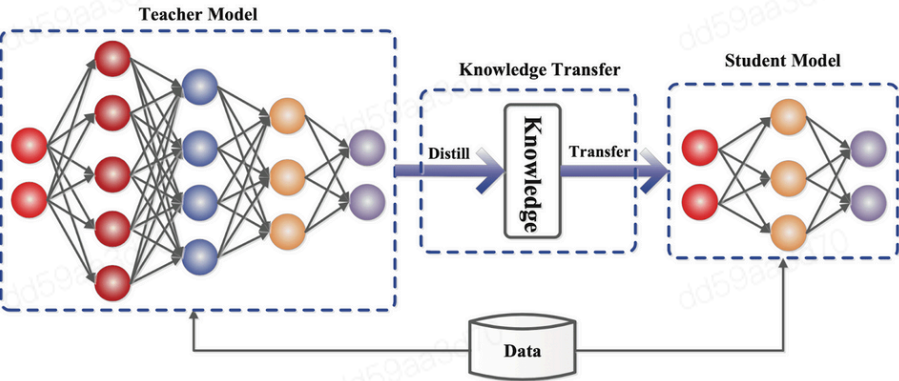 Teacher Model
Knowledge Transfer
Student Model
Distill
Knowledge
Transfer
Data